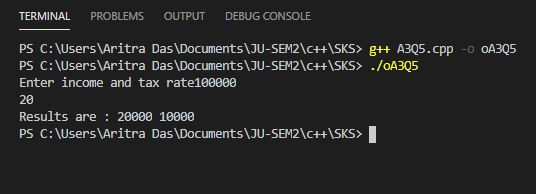 TERMINAL PROBLEMS OUTPUT DEBUG CONSOLE
PS C:\Users\Aritra Das\Documents\JU-SEM2\c++\SKS> g++ A3Q5.cpp -o oA3Q5
PS C:\Users\Aritra Das\Documents\JU-SEM2\c++\SKS> ./oA3Q5
Enter income and tax rate100000
20
Results are : 20000 10000
PS C:\Users\Aritra Das\Documents\JU-SEM2\c++\SKS>